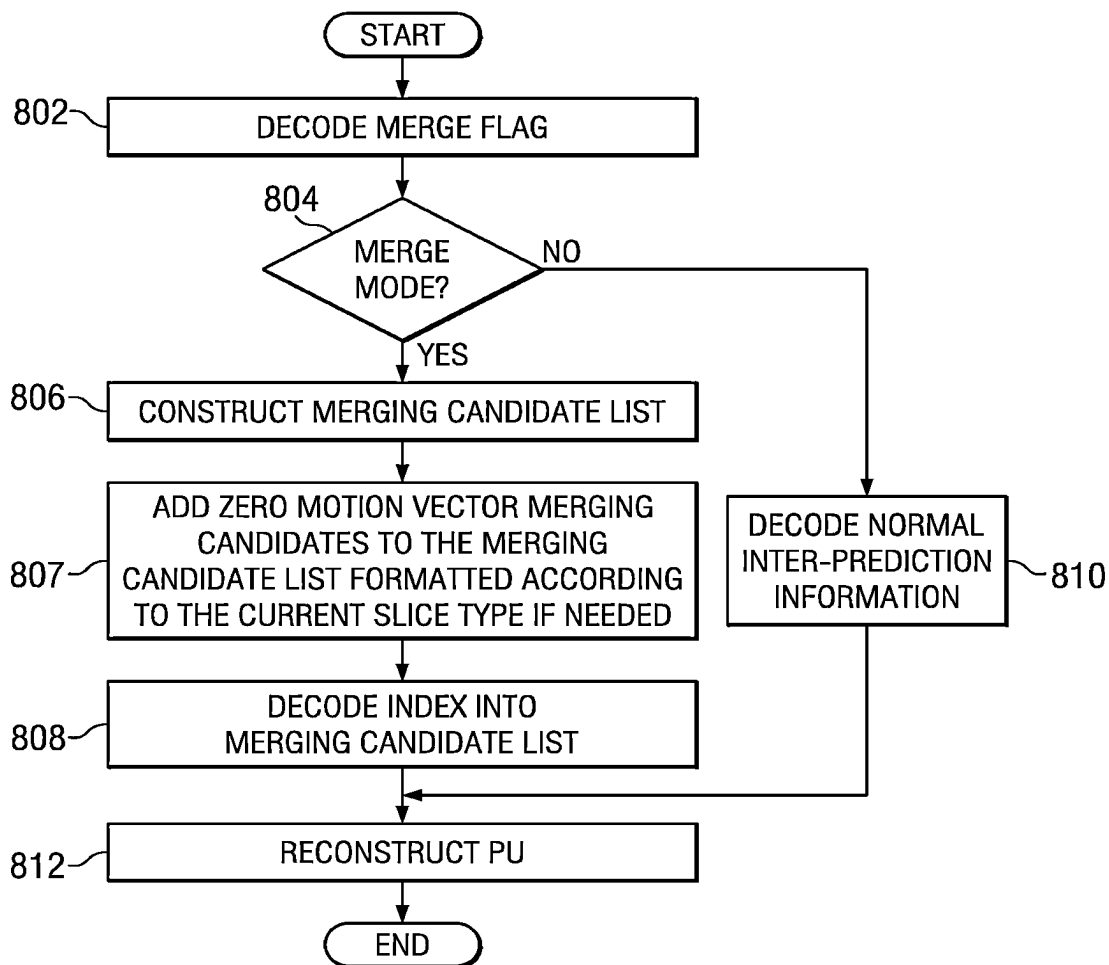 START
802
DECODE MERGE FLAG
804
MERGE
MODE?
NO
YES
806
CONSTRUCT MERGING CANDIDATE LIST
807
ADD ZERO MOTION VECTOR MERGING
CANDIDATES TO THE MERGING
CANDIDATE LIST FORMATTED ACCORDING
TO THE CURRENT SLICE TYPE IF NEEDED
DECODE NORMAL
INTER-PREDICTION
INFORMATION
810
808
DECODE INDEX INTO
MERGING CANDIDATE LIST
812
RECONSTRUCT PU
END